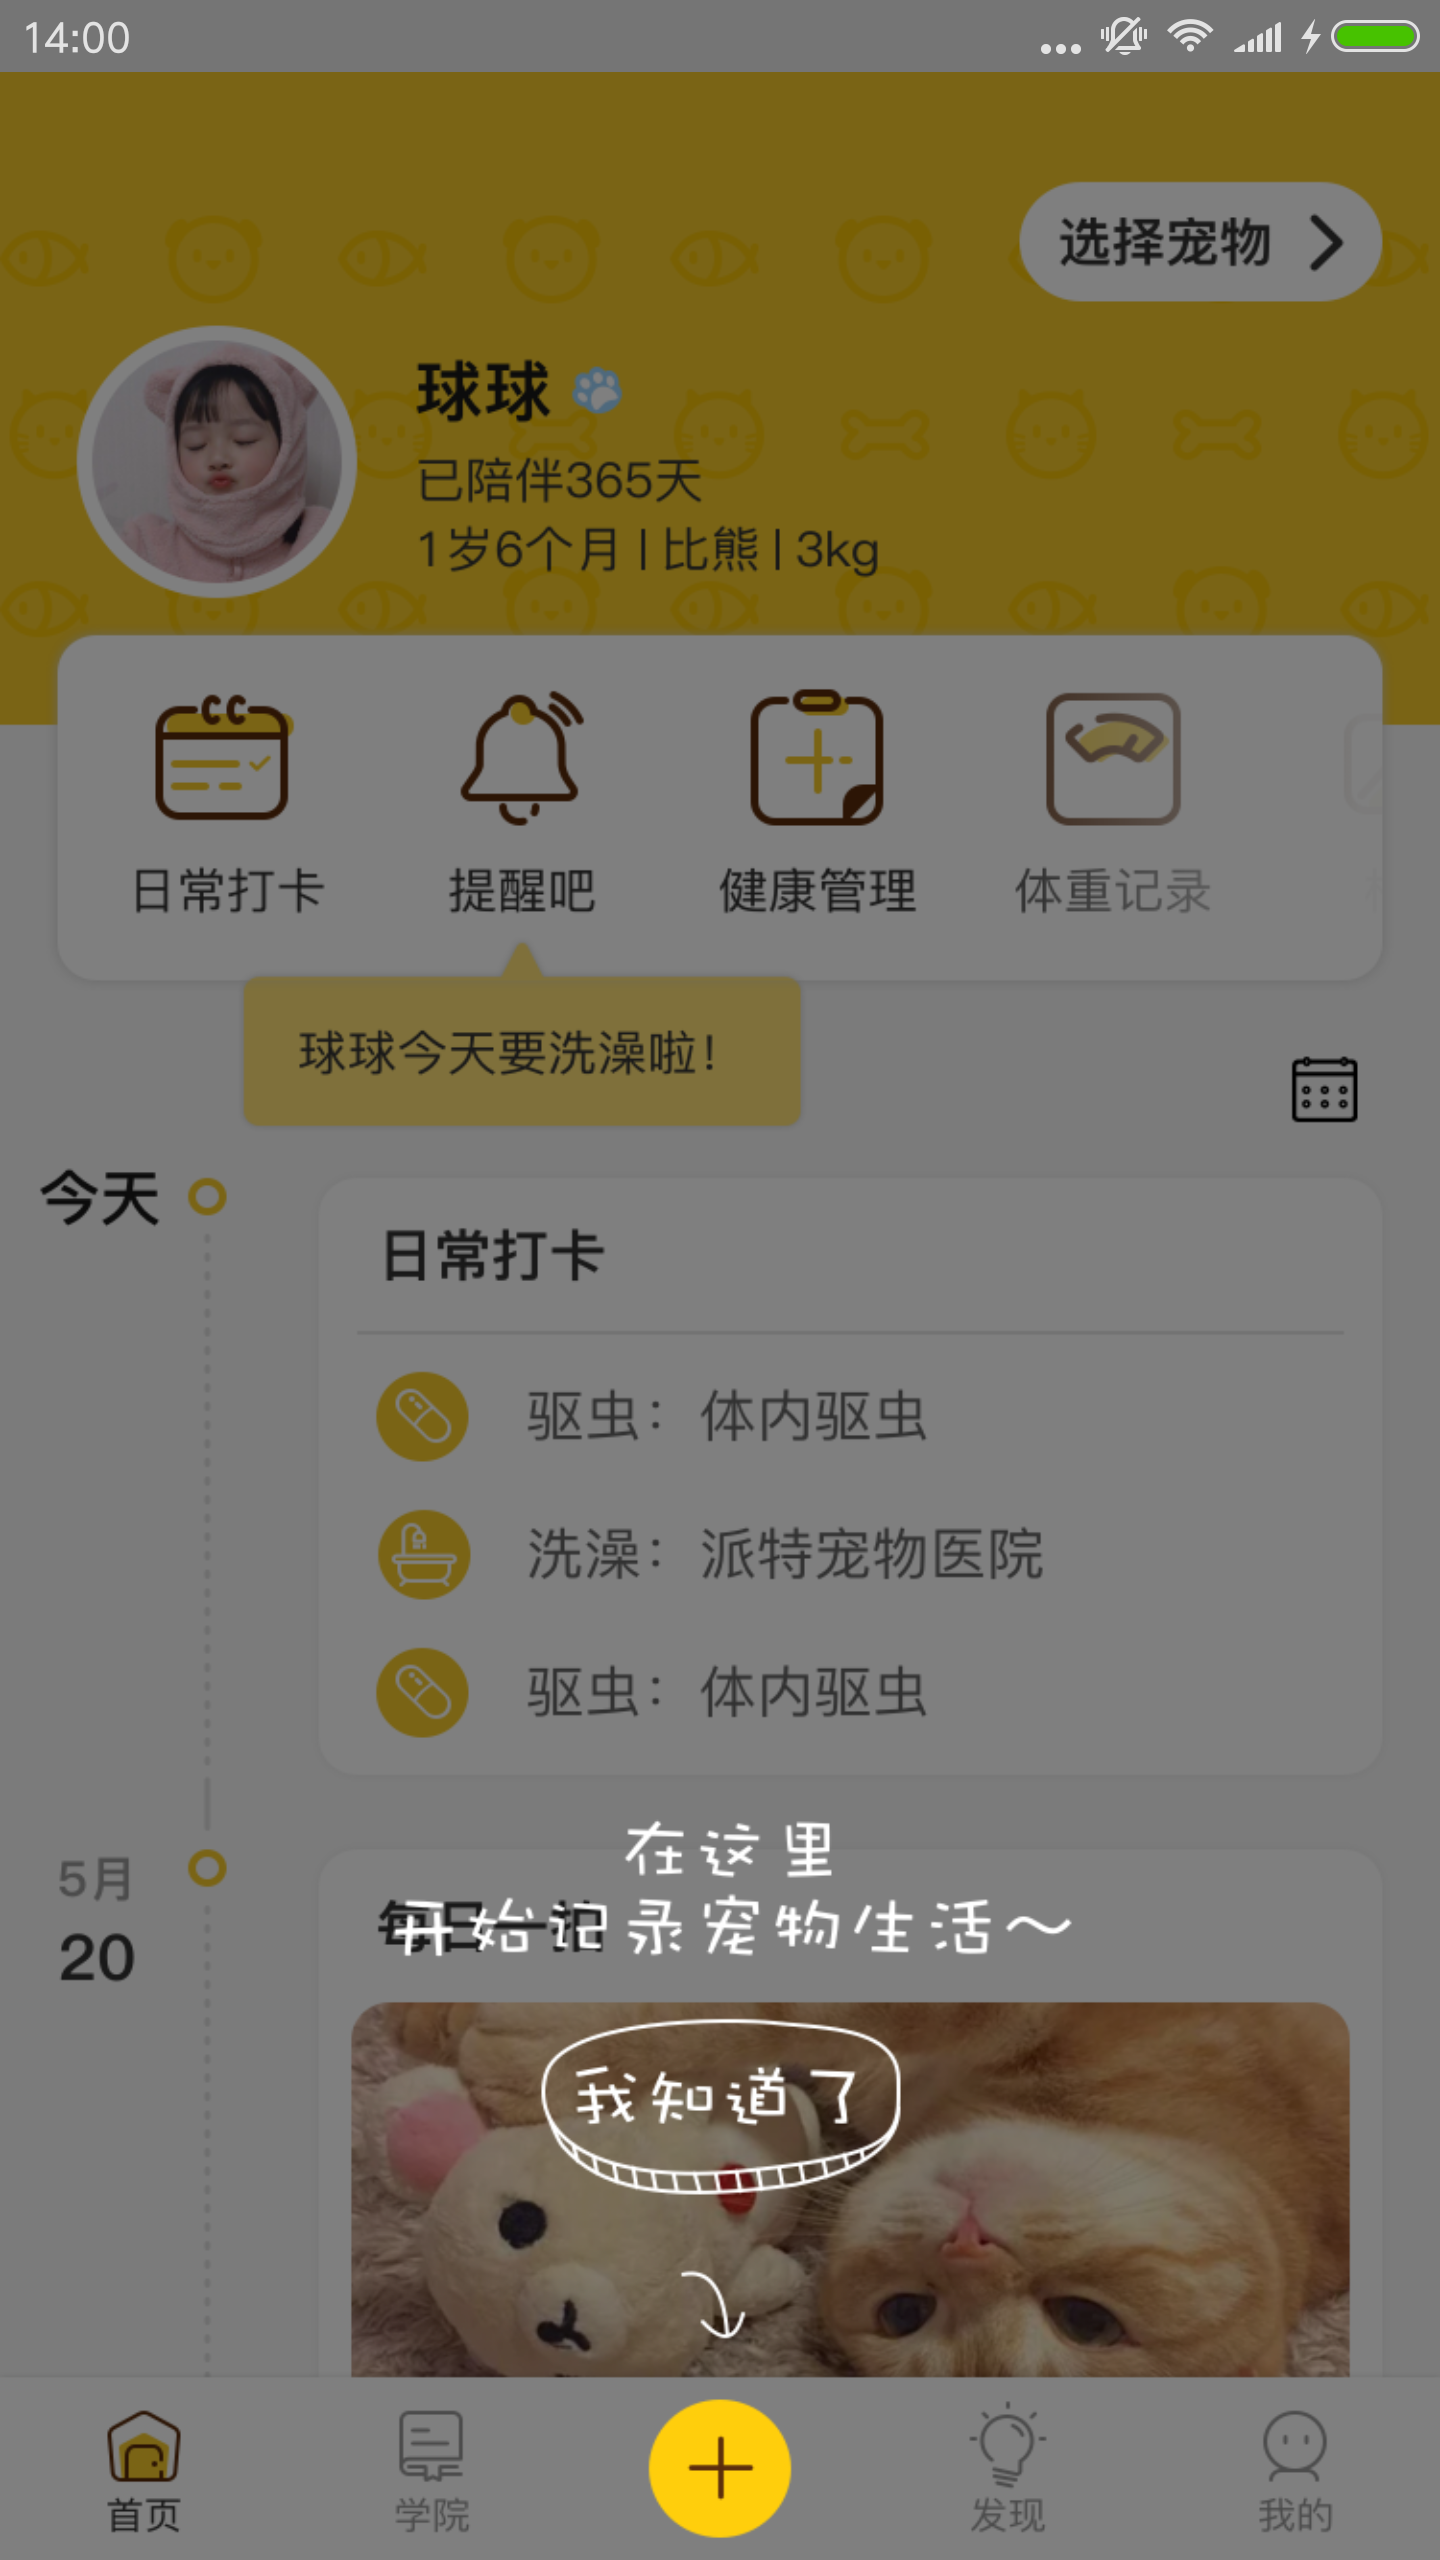 14:00
选择宠物
球球
已陪伴365天
1岁6个月 | 比熊 | 3kg
日常打卡
提醒吧
健康管理
体重记录
球球今天要洗澡啦！
今天
日常打卡
驱虫：体内驱虫
洗澡：派特宠物医院
驱虫：体内驱虫
在这里
开始记录宠物生活～
5月
20
每日一拍
我知道了
首页
学院
发现
我的